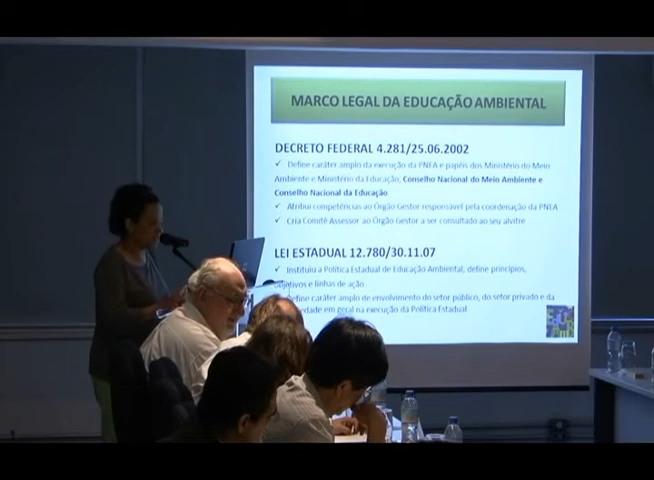 MARCO LEGAL DA EDUCAÇÃO AMBIENTAL
DECRETO FEDERAL 4.281/25.06.2002
✓ Define caráter amplo da execução da PNEA e papéis dos Ministério do Meio
Ambiente e Ministério da Educação, Conselho Nacional do Meio Ambiente e
Conselho Nacional da Educação
✓ Atribui competências ao Órgão Gestor responsável pela coordenação da PNEA
✓ Cria Comitê Assessor ao Órgão Gestor a ser consultado ao seu alvitre
LEI ESTADUAL 12.780/30.11.07
✓ Instituiu a Política Estadual de Educação Ambiental, define princípios,
objetivos e linhas de ação
Define caráter amplo de envolvimento do setor público, do setor privado e da
em geral na execução da Política Estadual